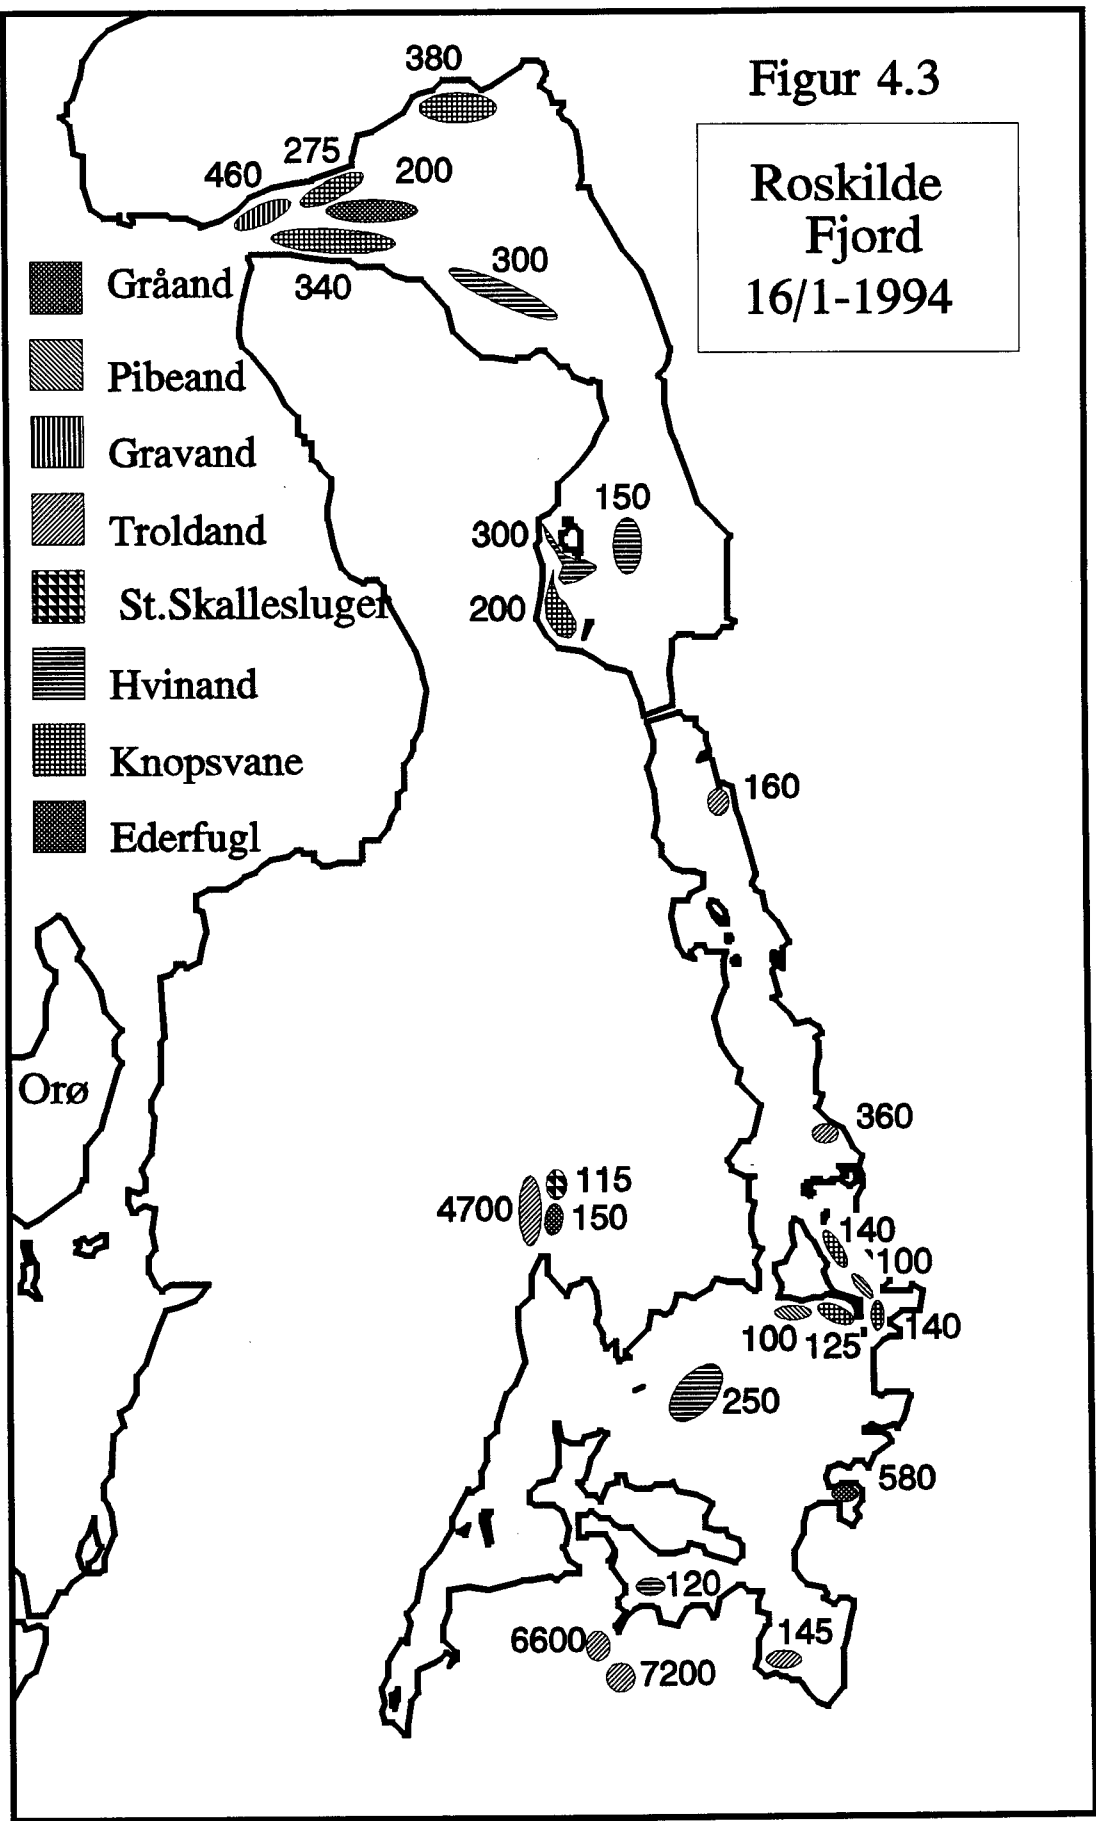 Figur 4.3
Roskilde
Fjord
16/1-1994
380
275
460
200
300
340
Gråand
Pibeand
Gravand
Troldand
St.Skallesluger
Hvinand
Knopsvane
Ederfugl
150
300
200
160
Orø
360
115
4700
150
140
100
140
100
125
250
580
120
145
6600
7200